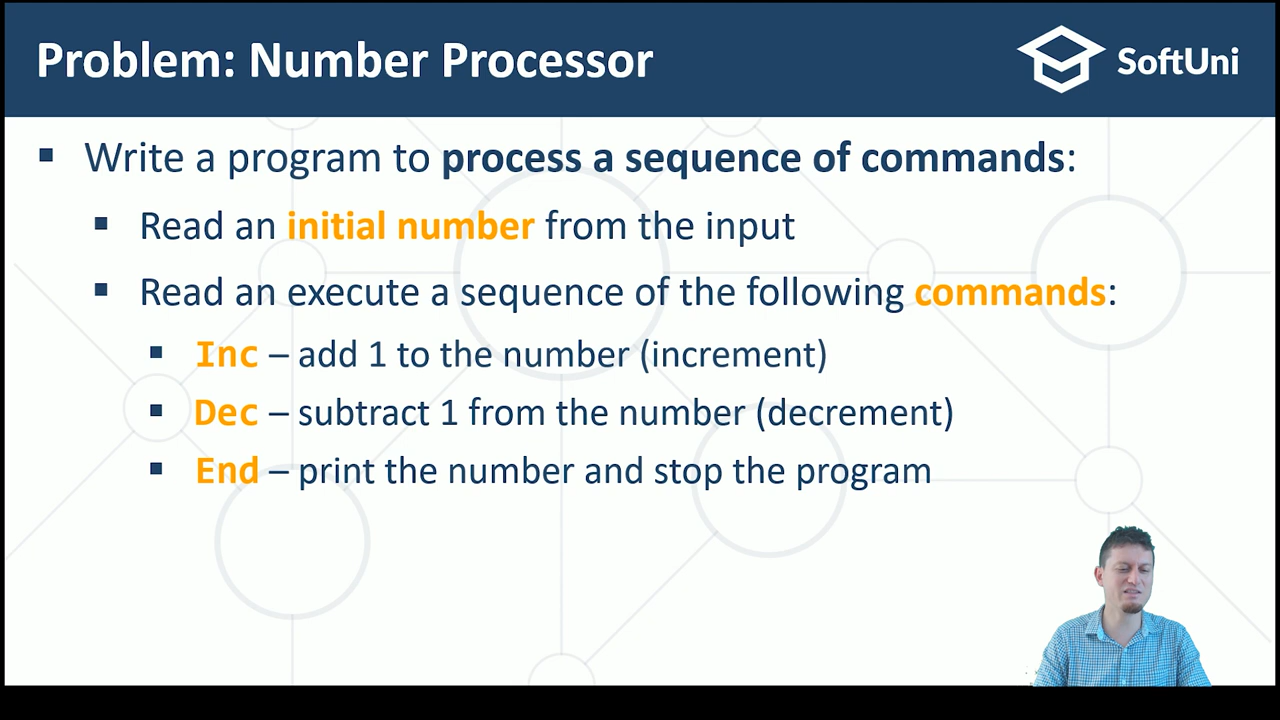 Problem: Number Processor
SoftUni
Write a program to process a sequence of commands:
Read an initial number from the input
Read an execute a sequence of the following commands:
Inc – add 1 to the number (increment)
Dec – subtract 1 from the number (decrement)
End – print the number and stop the program